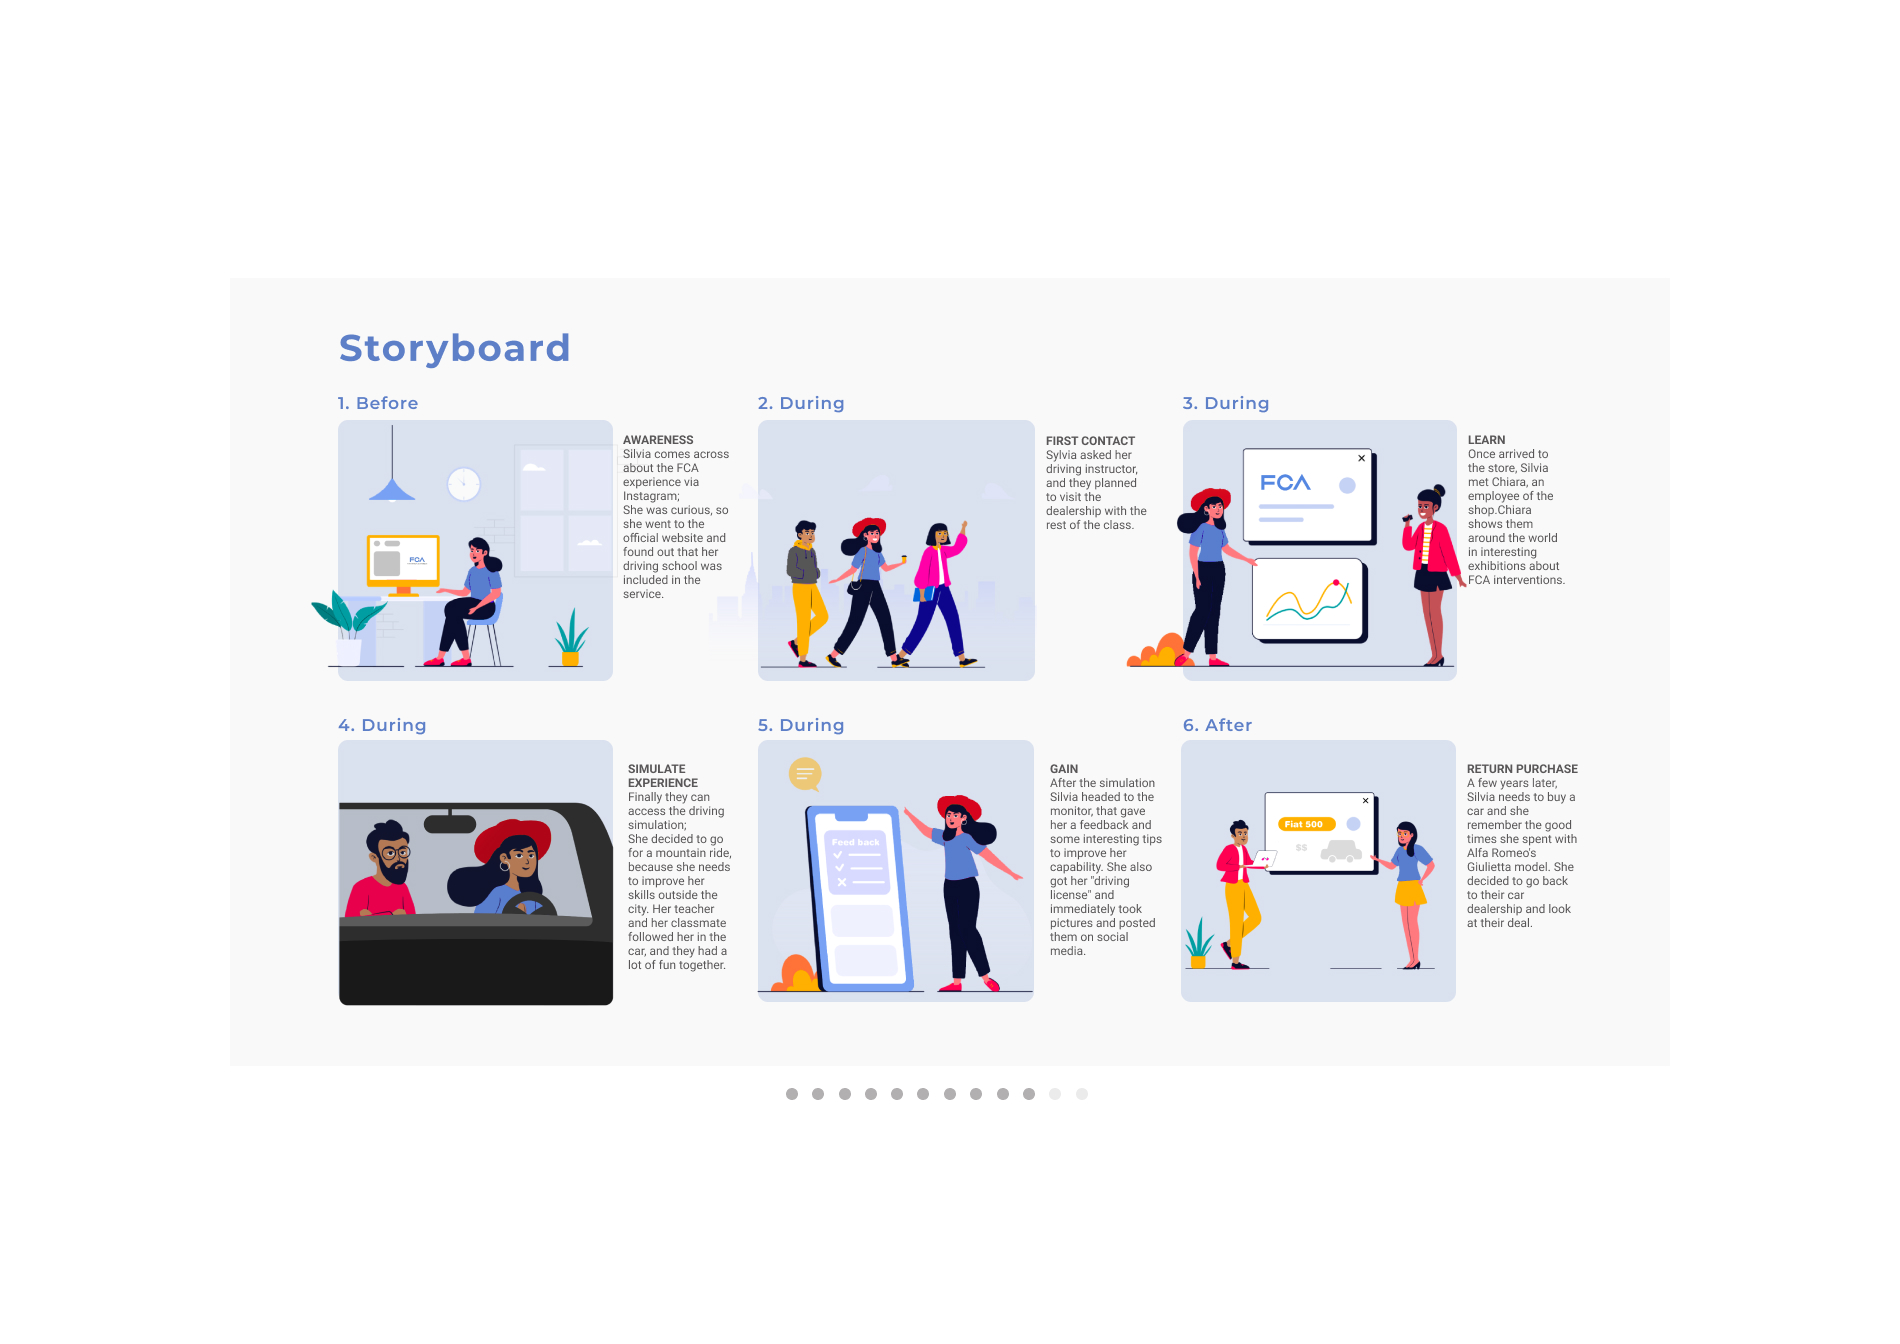 Storyboard
1. Before
FCA
AWARENESS
Silvia comes across
about the FCA
experience via
Instagram;
She was curious, so
she went to the
official website and
found out that her
driving school was
included in the
service.
2. During
FIRST CONTACT
Sylvia asked her
driving instructor,
and they planned
to visit the
dealership with the
rest of the class.
3. During
FCA
LEARN
Once arrived to
the store, Silvia
met Chiara, an
employee of the
shop.Chiara
shows them
around the world
in interesting
exhibitions about
FCA interventions.
4. During
SIMULATE
EXPERIENCE
Finally they can
access the driving
simulation;
She decided to go
for a mountain ride,
because she needs
to improve her
skills outside the
city. Her teacher
and her classmate
followed her in the
car, and they had a
lot of fun together.
5. During
Feed back
GAIN
After the simulation
Silvia headed to the
monitor, that gave
her a feedback and
some interesting tips
to improve her
capability. She also
got her "driving
license" and
immediately took
pictures and posted
them on social
media.
6. After
Fiat 500
$$
RETURN PURCHASE
A few years later,
Silvia needs to buy a
car and she
remember the good
times she spent with
Alfa Romeo's
Giulietta model. She
decided to go back
to their car
dealership and look
at their deal.